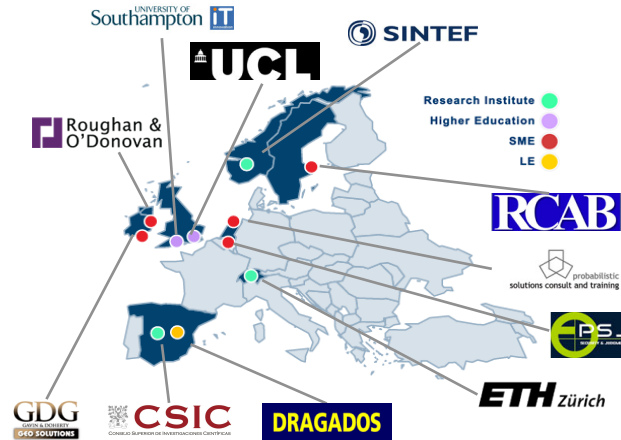 UNIVERSITY OF
Southampton
iT
UCL
SINTEF
Research Institute
Higher Education
SME
LE
Roughan &
O'Donovan
RCAB
probabilistic
solutions consult and training
EPS
ETH Zürich
GDG
GAVIN & DOHERTY
GEO SOLUTIONS
CSIC
CONSEJO SUPERIOR DE INVESTIGACIONES CIENTÍFICAS
DRAGADOS